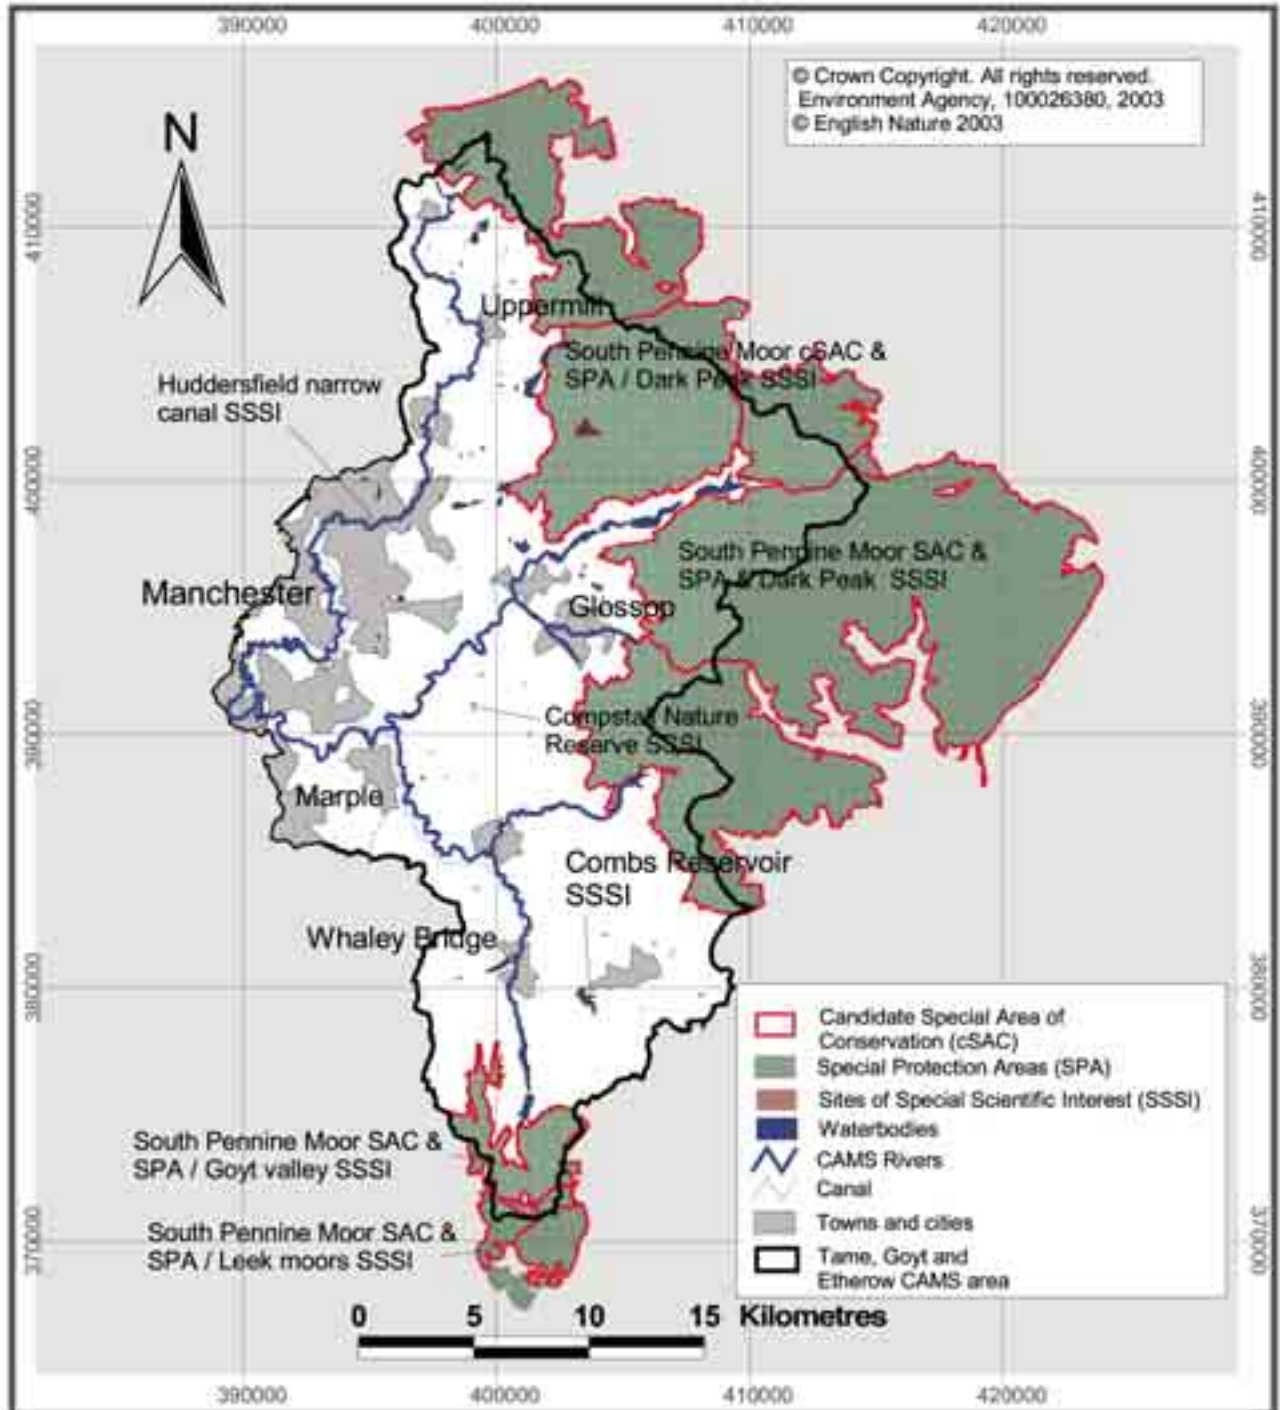 390000 400000 410000 420000
© Crown Copyright. All rights reserved.
Environment Agency, 100026380, 2003
© English Nature 2003
N
410000
410000
Uppermill
South Pennine Moor cSAC &
SPA / Dark Peak SSSI
Huddersfield narrow
canal SSSI
400000
400000
South Pennine Moor SAC &
SPA & Dark Peak SSSI
Manchester
Glossop
Compstall Nature
Reserve SSSI
390000
390000
Marple
Combs Reservoir
SSSI
Whaley Bridge
380000
380000
Candidate Special Area of
Conservation (cSAC)
Special Protection Areas (SPA)
Sites of Special Scientific Interest (SSSI)
Waterbodies
CAMS Rivers
Canal
Towns and cities
Tame, Goyt and
Etherow CAMS area
South Pennine Moor SAC &
SPA / Goyt valley SSSI
South Pennine Moor SAC &
SPA / Leek moors SSSI
370000
370000
0 5 10 15 Kilometres
390000 400000 410000 420000